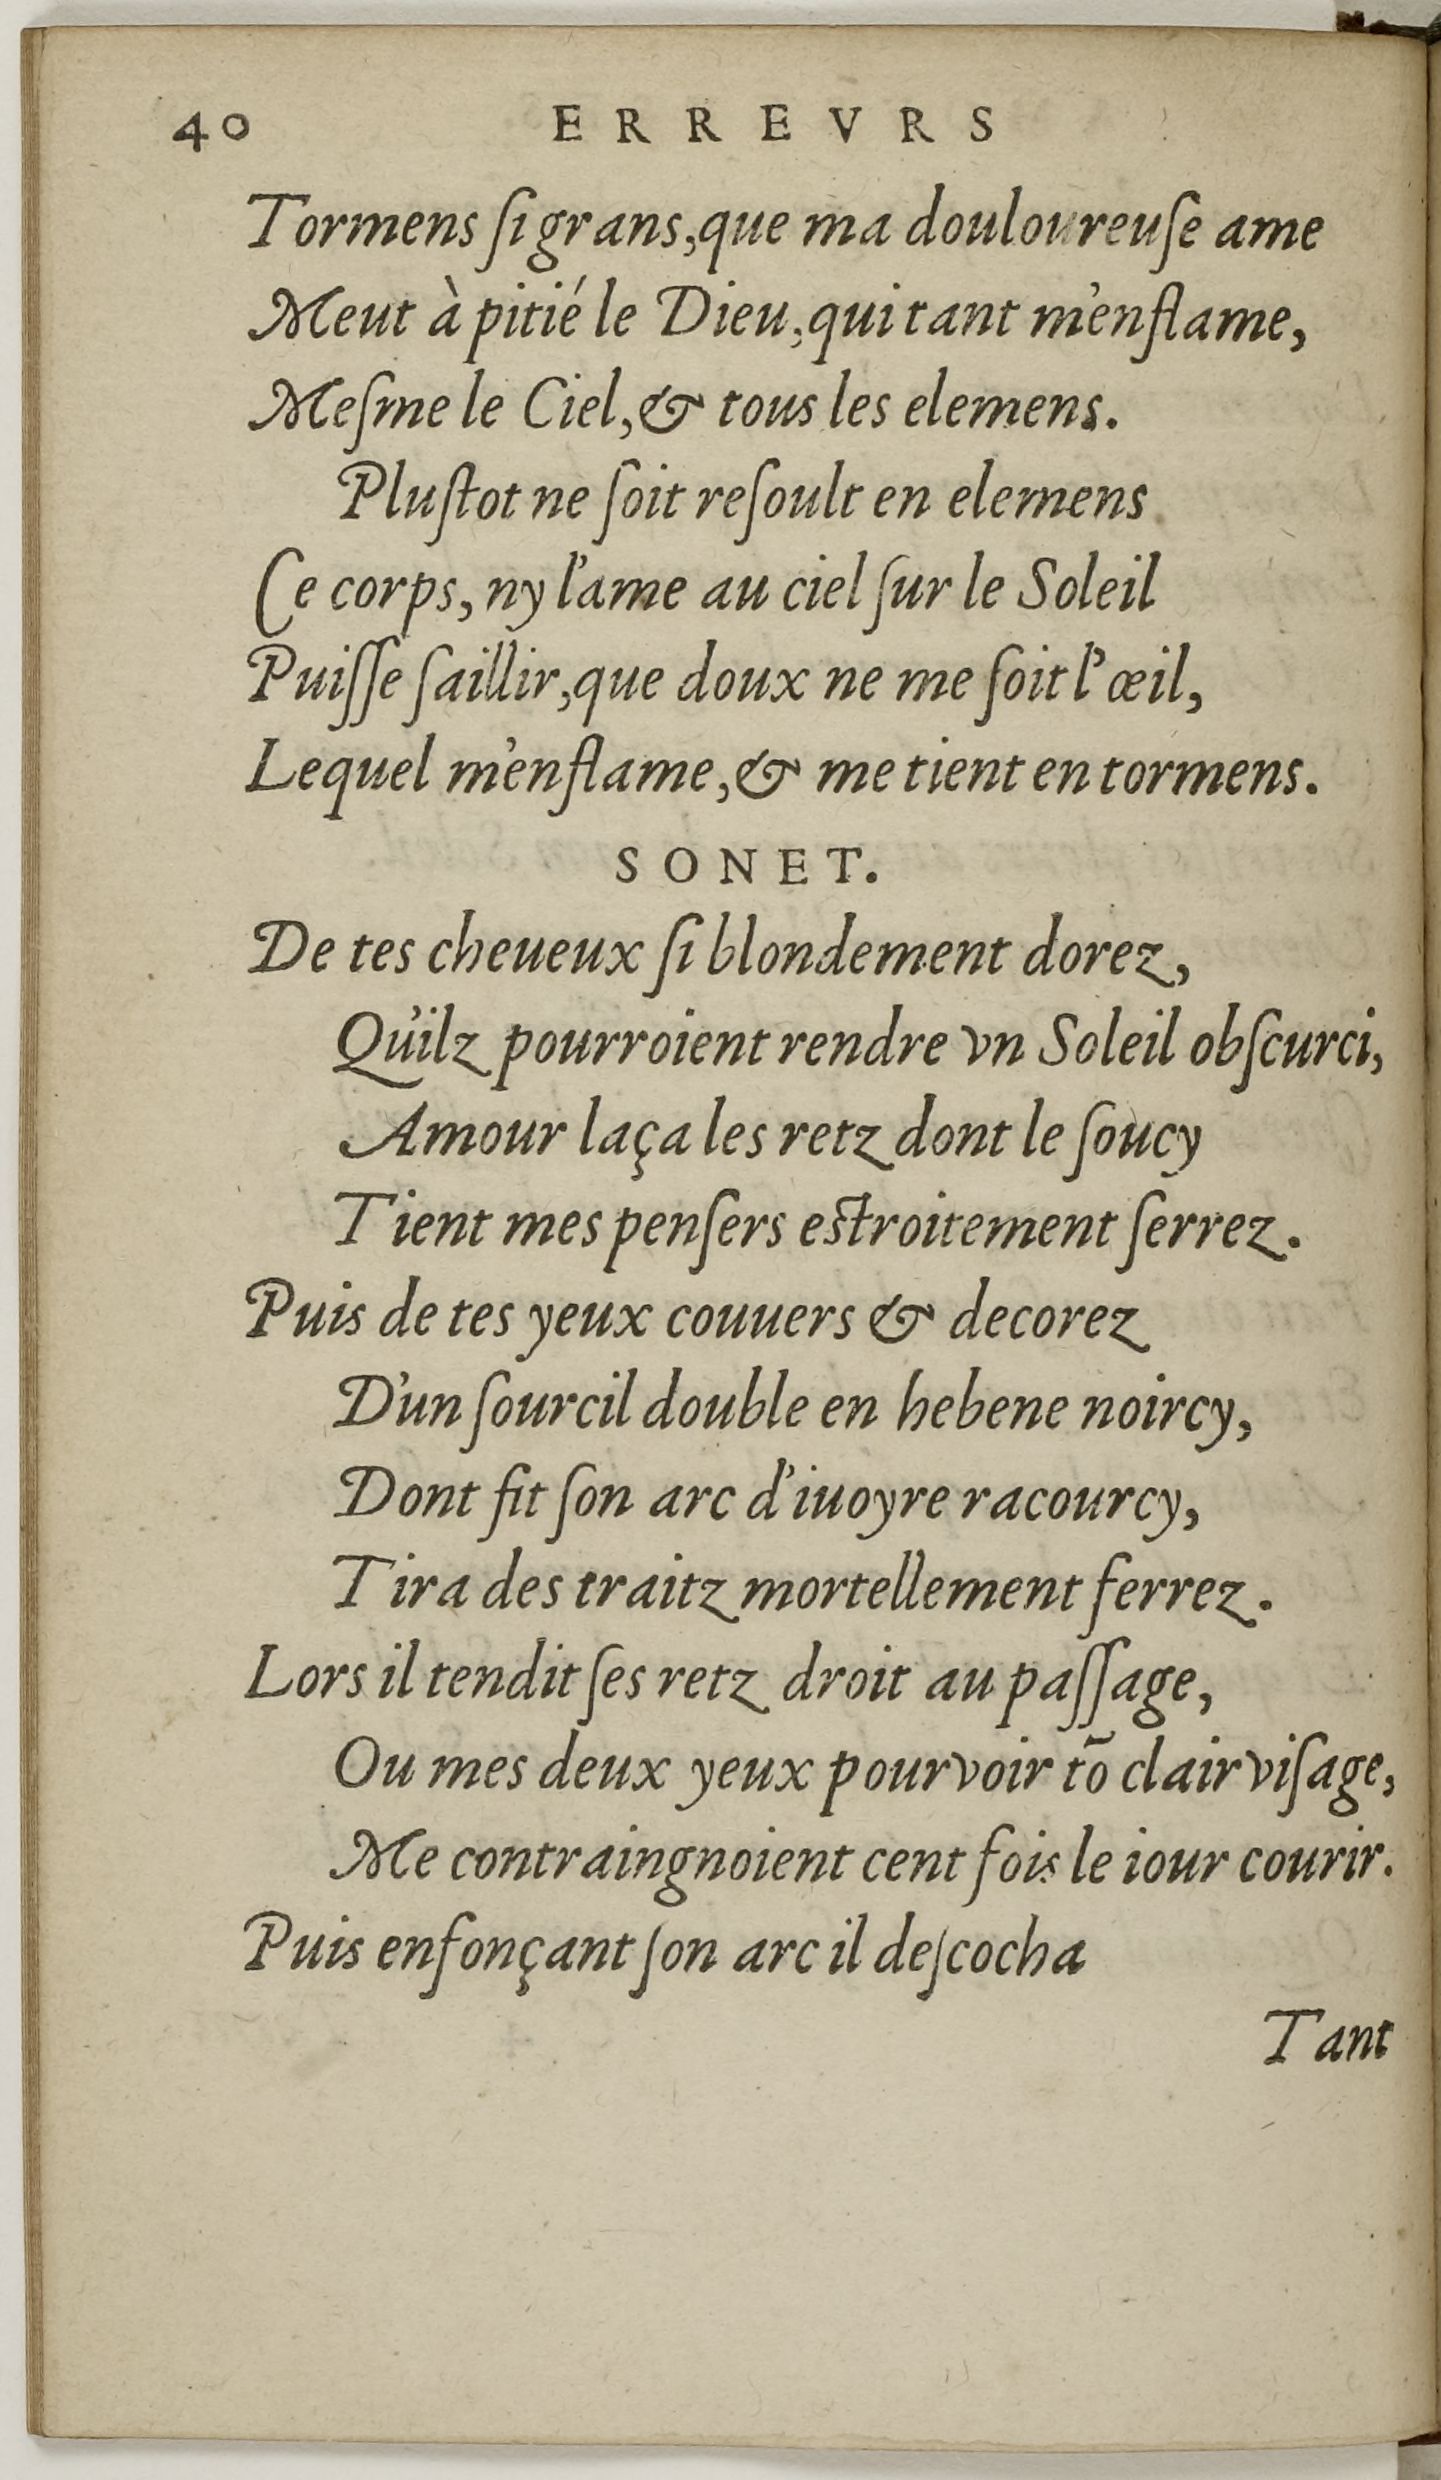 40 ERREVRS
Tormens ſi grans, que ma douloureuſe ame
Meut à pitié le Dieu, qui tant m'enflame,
Meſme le Ciel, & tous les elemens.
Pluſtot ne ſoit reſoult en elemens
Ce corps, ny l'ame au ciel ſur le Soleil
Puiſſe ſaillir, que doux ne me ſoit l'œil,
Lequel m'enflame, & me tient en tormens.
SONET.
De tes cheueux ſi blondement dorez,
Qu'ilz pourroient rendre vn Soleil obſcurci,
Amour laça les retz dont le ſoucy
Tient mes penſers eſtroitement ſerrez.
Puis de tes yeux couuers & decorez
D'un ſourcil double en hebene noircy,
Dont fit ſon arc d'iuoyre racourcy,
Tira des traitz mortellement ferrez.
Lors il tendit ſes retz droit au paſſage,
Ou mes deux yeux pour voir tõ clair viſage,
Me contraingnoient cent fois le iour courir.
Puis enfonçant ſon arc il deſcocha
Tant